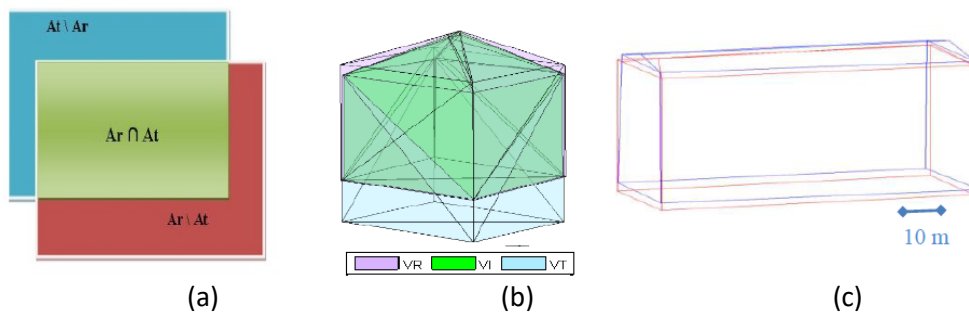 At \ Ar
Ar ∩ At
Ar \ At
VR VI VT
10 m
(a) (b) (c)